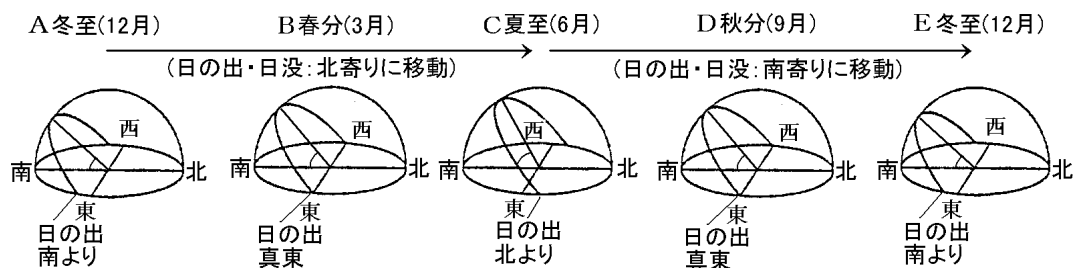 A冬至(12月) B春分(3月) C夏至(6月) D秋分(9月) E冬至(12月)
(日の出・日没:北寄りに移動) (日の出・日没:南寄りに移動)
西 西 西 西 西
南 北 南 北 南 北 南 北 南 北
東 東 東 東 東
日の出 日の出 日の出 日の出 日の出
南より 真東 北より 真東 南より